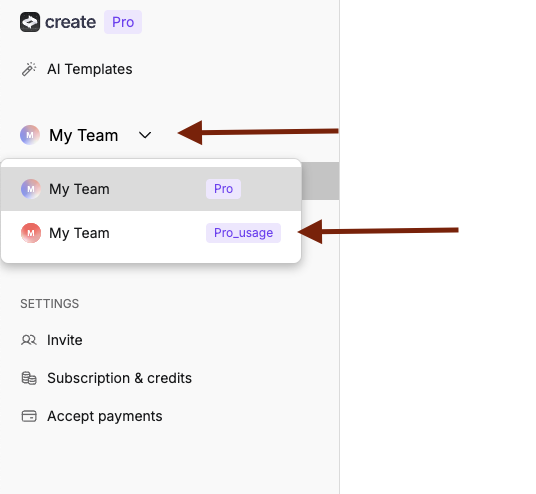 create Pro
AI Templates
M My Team
M My Team Pro
M My Team Pro_usage
SETTINGS
Invite
Subscription & credits
Accept payments